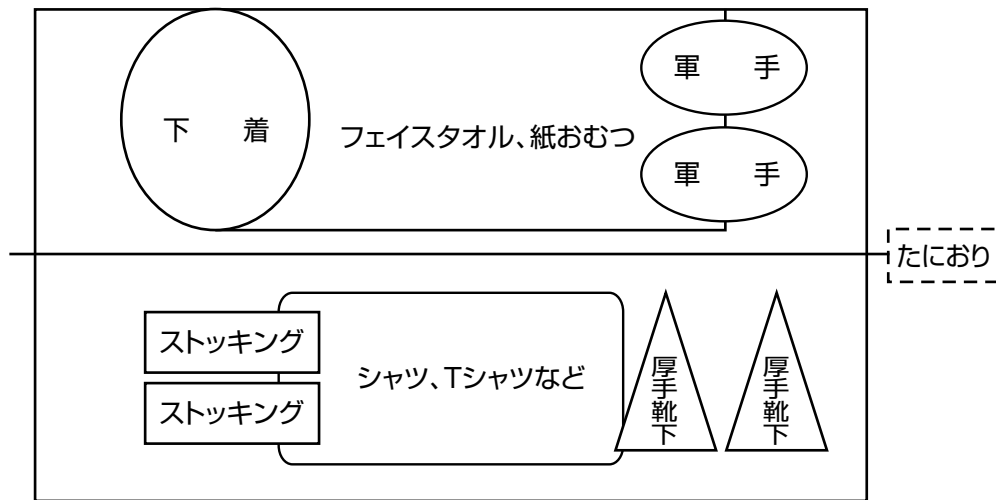 下　着
フェイスタオル、紙おむつ
軍　手
軍　手
たにおり
ストッキング
ストッキング
シャツ、Tシャツなど
厚手靴下
厚手靴下